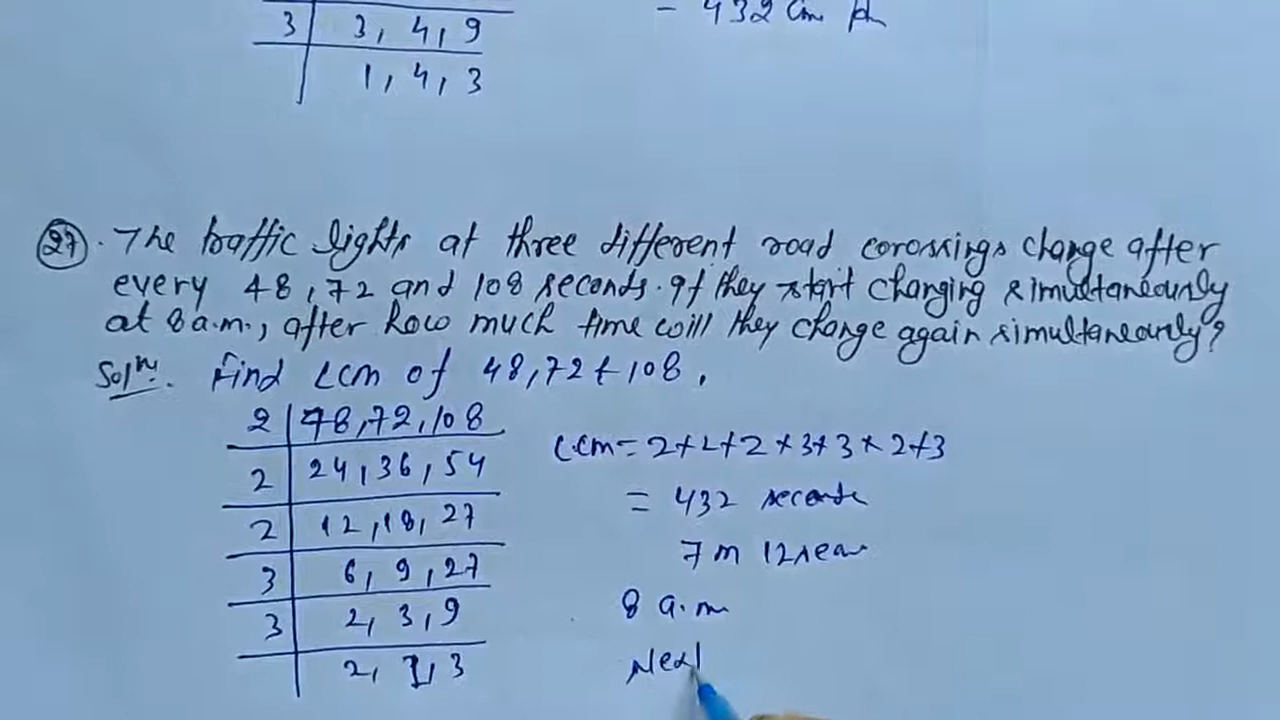 = 432 cm
3 | 3, 4, 9
1, 4, 3
27. The traffic lights at three different road corossings change after
every 48, 72 and 108 seconds. If they start changing simultaneously
at 8 a.m., after how much time will they change again simultaneously?
Solⁿ. Find LCM of 48, 72 & 108.
2 | 48, 72, 108
2 | 24, 36, 54
2 | 12, 18, 27
3 | 6, 9, 27
3 | 2, 3, 9
2, 1, 3
LCM = 2 × 2 × 2 × 3 × 3 × 2 × 3
= 432 seconds
7 m 12 sec
8 a.m
Next